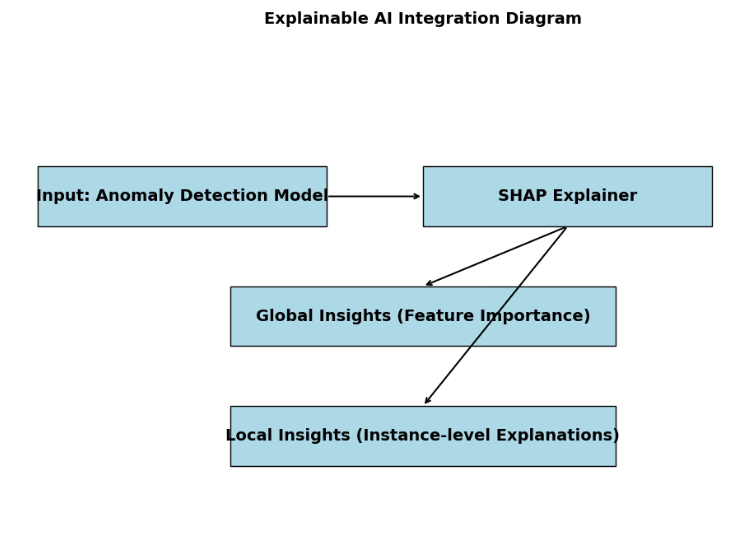 Explainable AI Integration Diagram
Input: Anomaly Detection Model
SHAP Explainer
Global Insights (Feature Importance)
Local Insights (Instance-level Explanations)